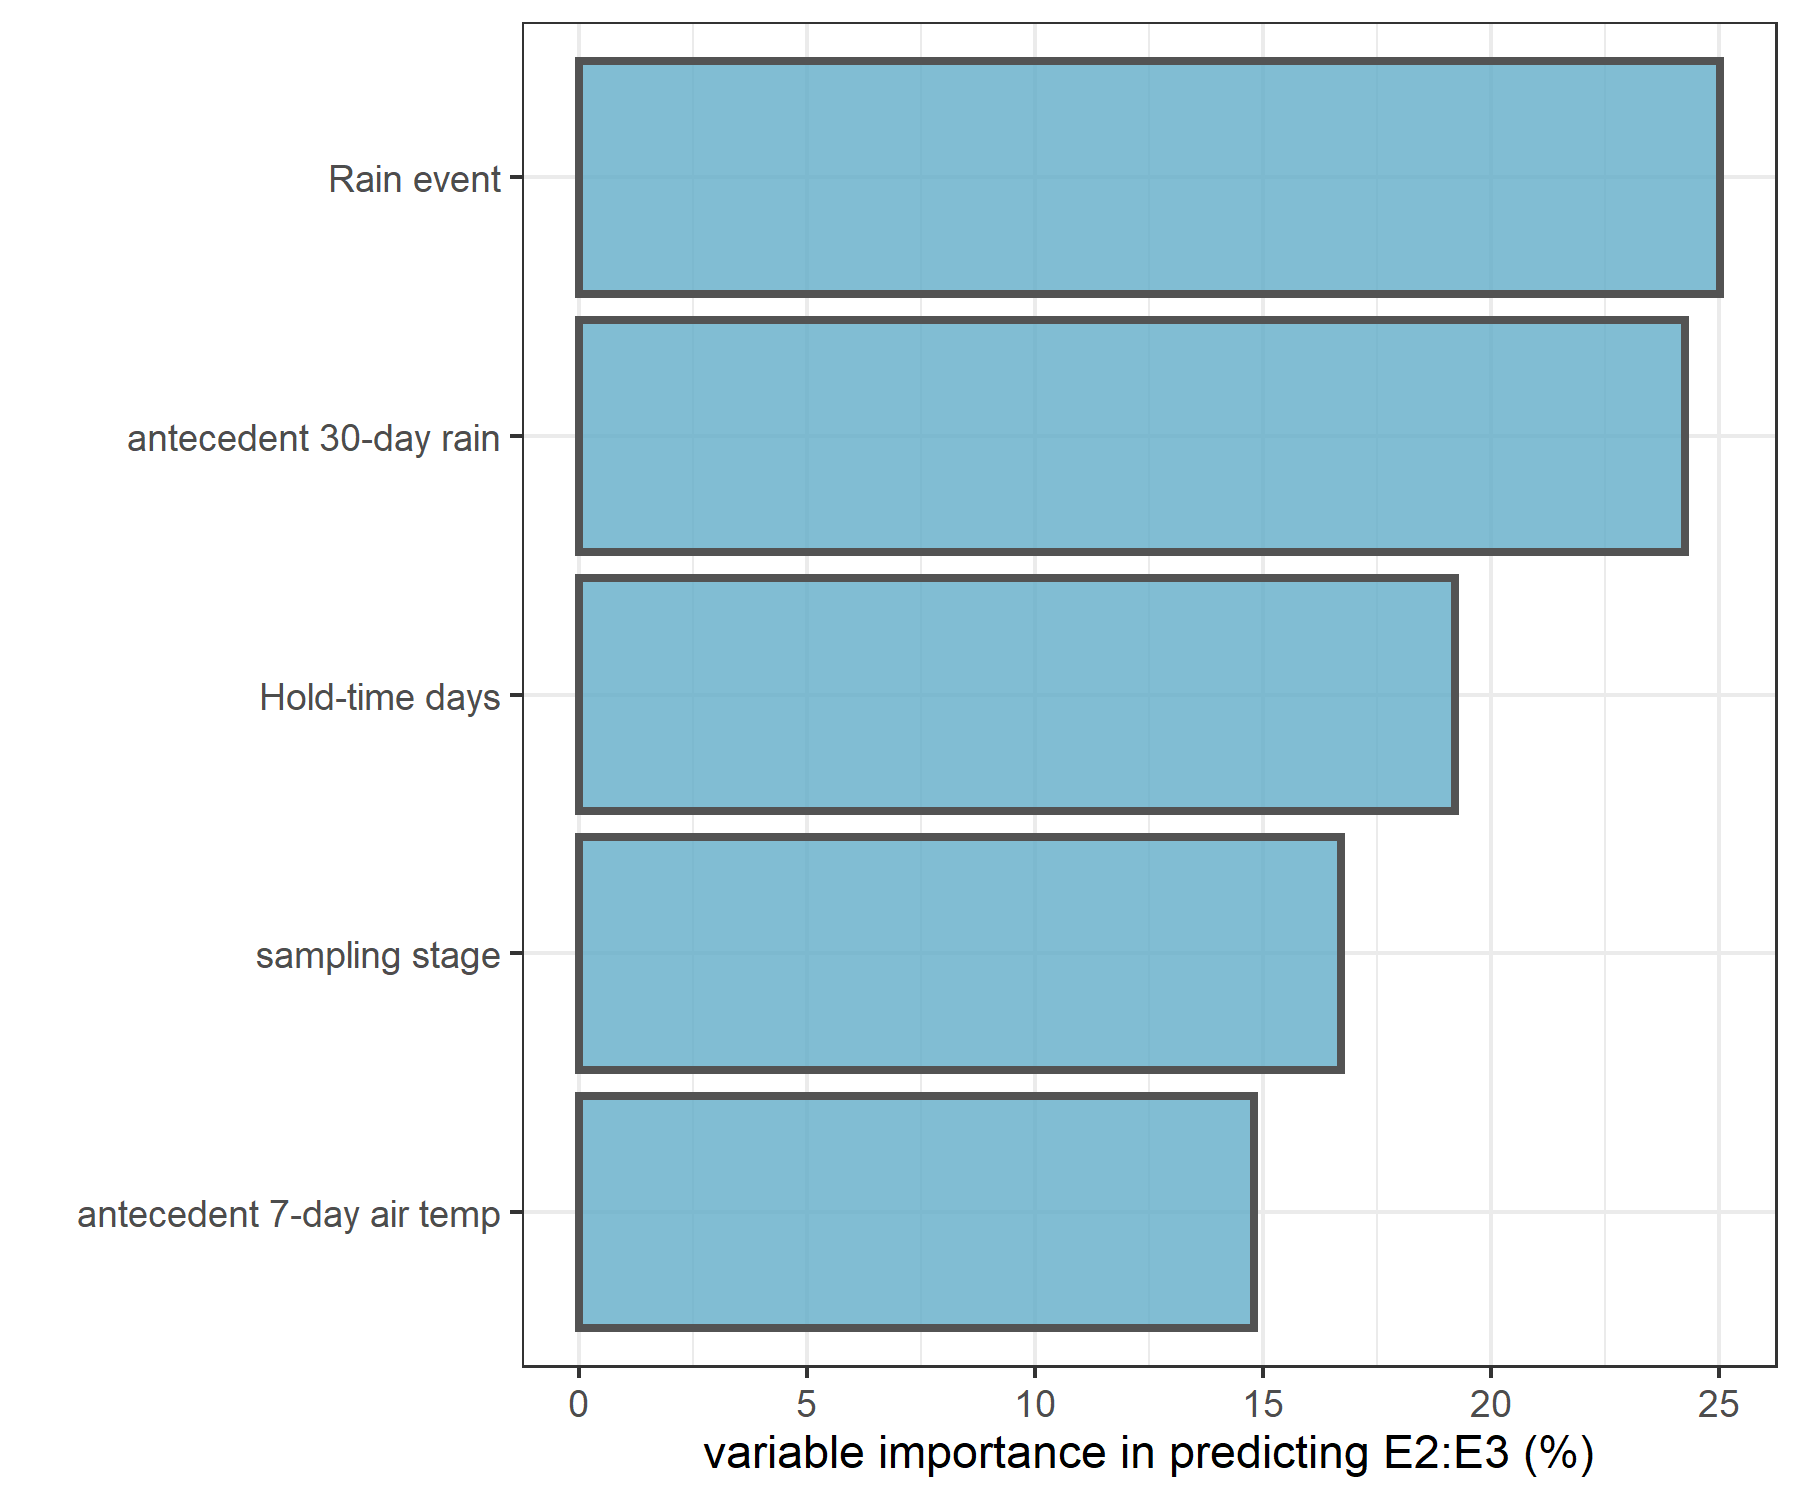 Rain event
antecedent 30-day rain
Hold-time days
sampling stage
antecedent 7-day air temp
0 5 10 15 20 25
variable importance in predicting E2:E3 (%)